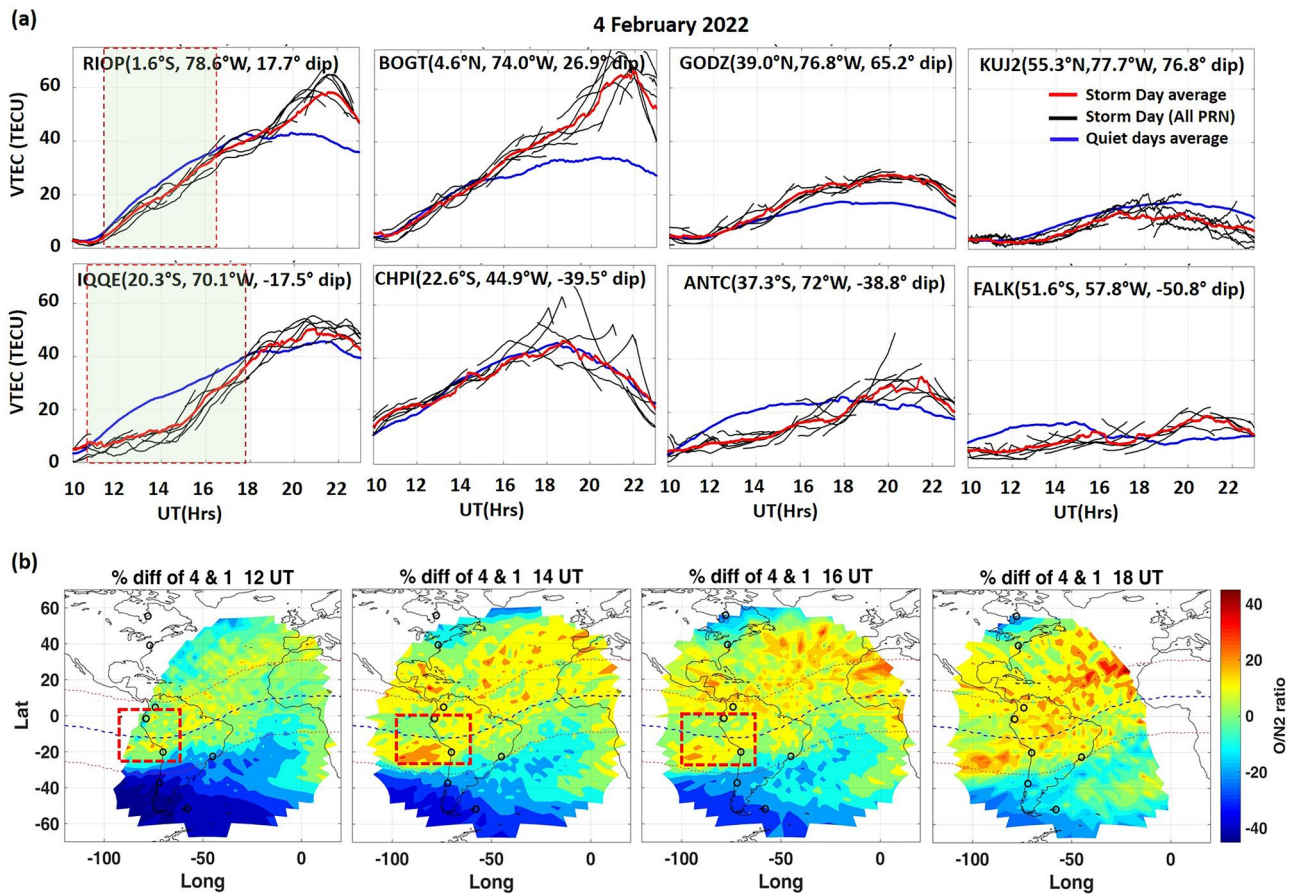 (a)
4 February 2022
RIOP(1.6°S, 78.6°W, 17.7° dip)
BOGT(4.6°N, 74.0°W, 26.9° dip)
GODZ(39.0°N,76.8°W, 65.2° dip)
KUJ2(55.3°N,77.7°W, 76.8° dip)
Storm Day average
Storm Day (All PRN)
Quiet days average
VTEC (TECU)
60
40
20
0
IQQE(20.3°S, 70.1°W, -17.5° dip)
CHPI(22.6°S, 44.9°W, -39.5° dip)
ANTC(37.3°S, 72°W, -38.8° dip)
FALK(51.6°S, 57.8°W, -50.8° dip)
VTEC (TECU)
60
40
20
0
10 12 14 16 18 20 22
10 12 14 16 18 20 22
10 12 14 16 18 20 22
10 12 14 16 18 20 22
UT(Hrs)
UT(Hrs)
UT(Hrs)
UT(Hrs)
(b)
% diff of 4 & 1 12 UT
% diff of 4 & 1 14 UT
% diff of 4 & 1 16 UT
% diff of 4 & 1 18 UT
Lat
60
40
20
0
-20
-40
-60
40
20
0
-20
-40
O/N2 ratio
-100 -50 0
-100 -50 0
-100 -50 0
-100 -50 0
Long
Long
Long
Long